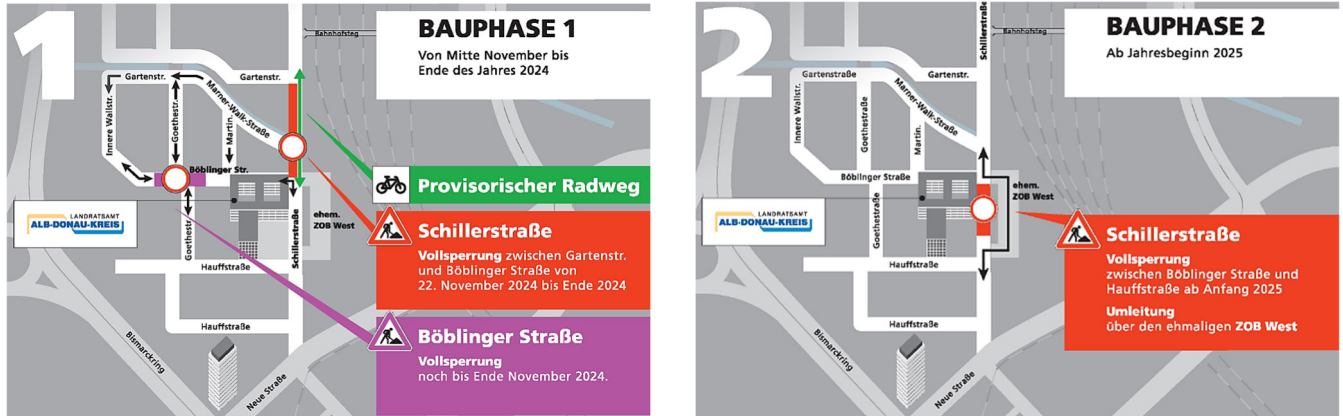 1
BAUPHASE 1
Von Mitte November bis
Ende des Jahres 2024
Bahnhofsteg
Gartenstr.
Gartenstr.
Marner-Walk-Straße
Innere Wallstr.
Goethestr.
Martin.
Böblinger Str.
Provisorischer Radweg
LANDRATSAMT
ALB-DONAU-KREIS
Goethestr.
Schillerstraße
ehem.
ZOB West
Schillerstraße
Vollsperrung zwischen Gartenstr.
und Böblinger Straße von
22. November 2024 bis Ende 2024
Hauffstraße
Hauffstraße
Böblinger Straße
Vollsperrung
noch bis Ende November 2024.
Bismarckring
Neue Straße
2
BAUPHASE 2
Ab Jahresbeginn 2025
Schillerstraße
Bahnhofsteg
Gartenstraße
Gartenstr.
Marner-Walk-Straße
Innere Wallstr.
Goethestraße
Martin.
Böblinger Straße
ehem.
ZOB West
LANDRATSAMT
ALB-DONAU-KREIS
Goethestraße
Schillerstraße
Vollsperrung
zwischen Böblinger Straße und
Hauffstraße ab Anfang 2025
Umleitung
über den ehmaligen ZOB West
Hauffstraße
Hauffstraße
Bismarckring
Neue Straße